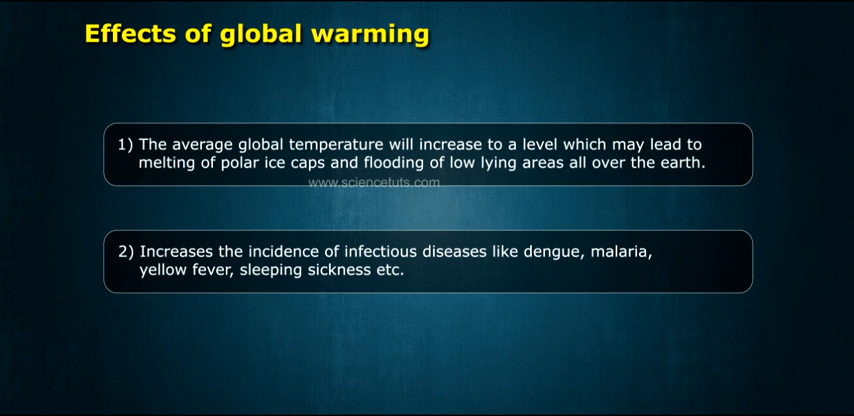 Effects of global warming
1) The average global temperature will increase to a level which may lead to
melting of polar ice caps and flooding of low lying areas all over the earth.
www.sciencetuts.com
2) Increases the incidence of infectious diseases like dengue, malaria,
yellow fever, sleeping sickness etc.